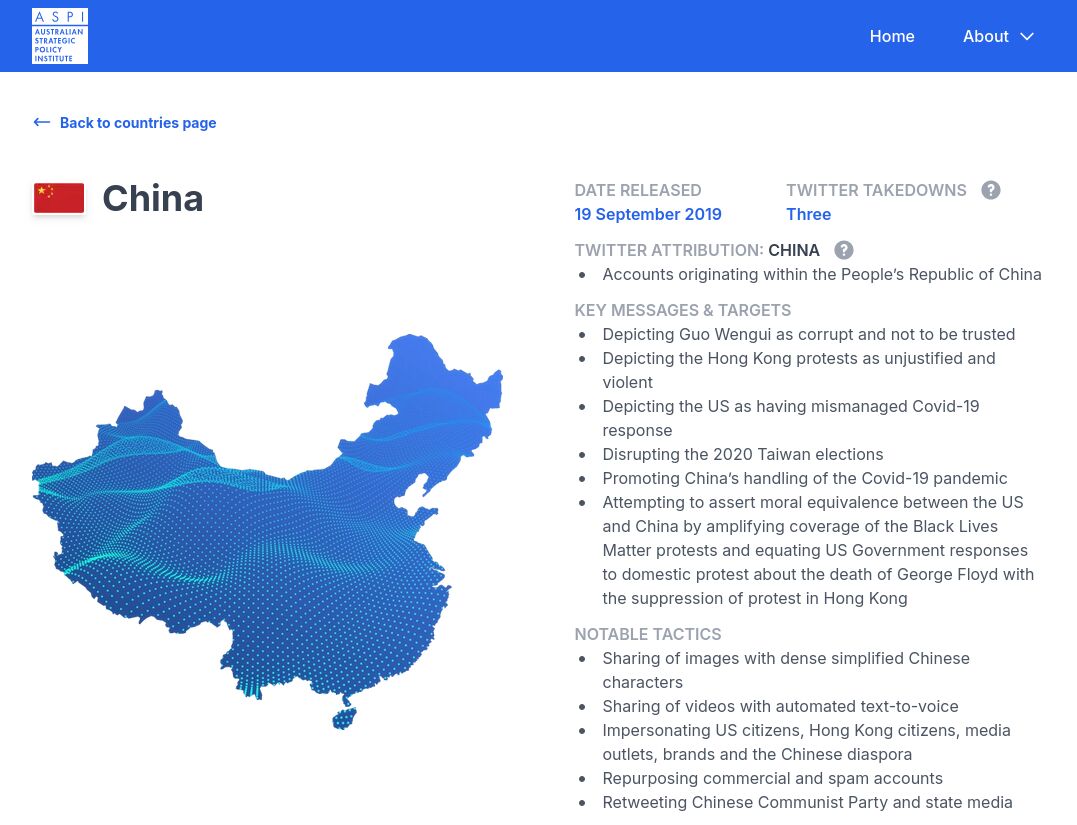 A S P I
AUSTRALIAN
STRATEGIC
POLICY
INSTITUTE
Home
About
Back to countries page
China
DATE RELEASED
19 September 2019
TWITTER TAKEDOWNS ?
Three
TWITTER ATTRIBUTION: CHINA ?
• Accounts originating within the People’s Republic of China
KEY MESSAGES & TARGETS
• Depicting Guo Wengui as corrupt and not to be trusted
• Depicting the Hong Kong protests as unjustified and
violent
• Depicting the US as having mismanaged Covid-19
response
• Disrupting the 2020 Taiwan elections
• Promoting China’s handling of the Covid-19 pandemic
• Attempting to assert moral equivalence between the US
and China by amplifying coverage of the Black Lives
Matter protests and equating US Government responses
to domestic protest about the death of George Floyd with
the suppression of protest in Hong Kong
NOTABLE TACTICS
• Sharing of images with dense simplified Chinese
characters
• Sharing of videos with automated text-to-voice
• Impersonating US citizens, Hong Kong citizens, media
outlets, brands and the Chinese diaspora
• Repurposing commercial and spam accounts
• Retweeting Chinese Communist Party and state media